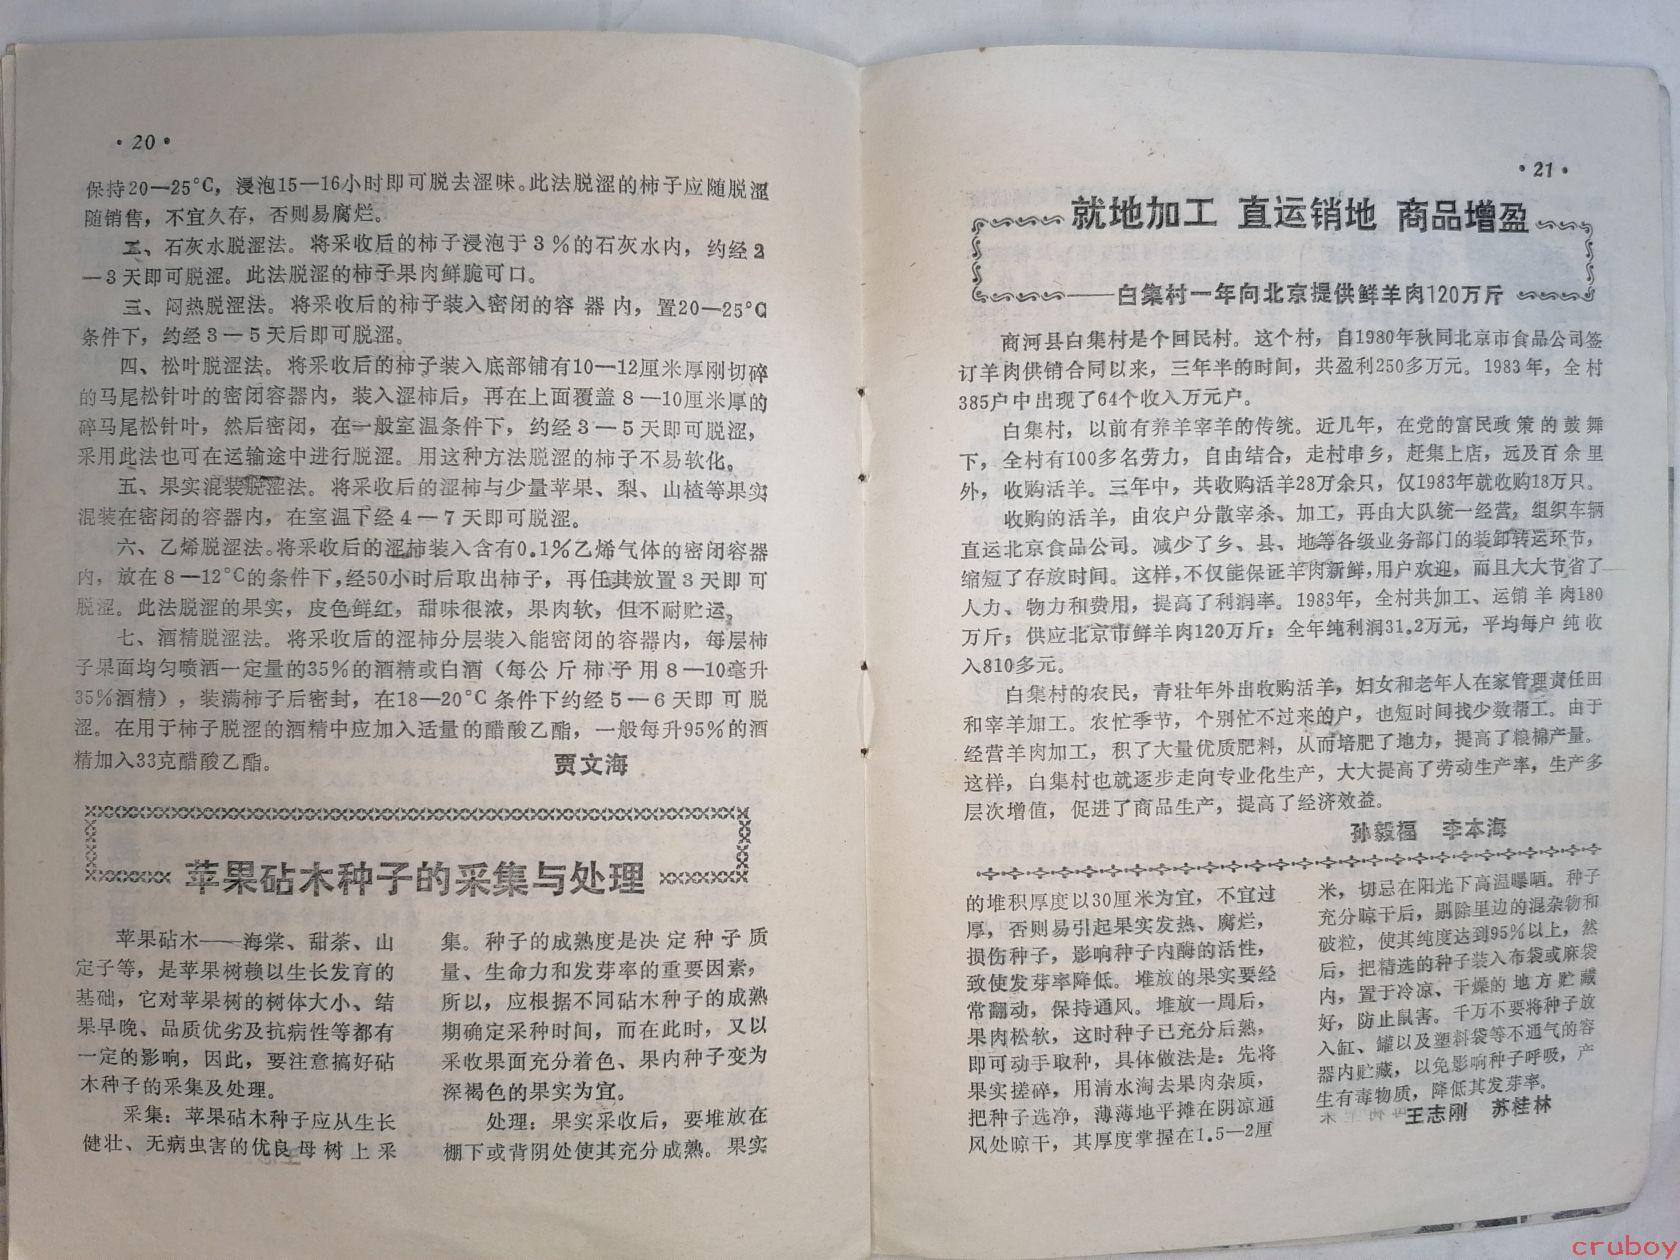 ·20·
保持20—25°C，浸泡15—16小时即可脱去涩味。此法脱涩的柿子应随脱涩
随销售，不宜久存，否则易腐烂。
二、石灰水脱涩法。将采收后的柿子浸泡于3％的石灰水内，约经2
—3天即可脱涩。此法脱涩的柿子果肉鲜脆可口。
三、闷热脱涩法。将采收后的柿子装入密闭的容器内，置20—25°C
条件下，约经3—5天后即可脱涩。
四、松叶脱涩法。将采收后的柿子装入底部铺有10—12厘米厚刚切碎
的马尾松针叶的密闭容器内，装入涩柿后，再在上面覆盖8—10厘米厚的
碎马尾松针叶，然后密闭，在一般室温条件下，约经3—5天即可脱涩，
采用此法也可在运输途中进行脱涩。用这种方法脱涩的柿子不易软化。
五、果实混装脱涩法。将采收后的涩柿与少量苹果、梨、山楂等果实
混装在密闭的容器内，在室温下经4—7天即可脱涩。
六、乙烯脱涩法。将采收后的涩柿装入含有0.1％乙烯气体的密闭容器
内，放在8—12°C的条件下，经50小时后取出柿子，再任其放置3天即可
脱涩。此法脱涩的果实，皮色鲜红，甜味很浓，果肉软，但不耐贮运。
七、酒精脱涩法。将采收后的涩柿分层装入能密闭的容器内，每层柿
子果面均匀喷洒一定量的35％的酒精或白酒（每公斤柿子用8—10毫升
35％酒精），装满柿子后密封，在18—20°C条件下约经5—6天即可脱
涩。在用于柿子脱涩的酒精中应加入适量的醋酸乙酯，一般每升95％的酒
精加入33克醋酸乙酯。
贾文海
苹果砧木种子的采集与处理
苹果砧木——海棠、甜茶、山
定子等，是苹果树赖以生长发育的
基础，它对苹果树的树体大小、结
果早晚、品质优劣及抗病性等都有
一定的影响，因此，要注意搞好砧
木种子的采集及处理。
采集：苹果砧木种子应从生长
健壮、无病虫害的优良母树上采
集。种子的成熟度是决定种子质
量、生命力和发芽率的重要因素，
所以，应根据不同砧木种子的成熟
期确定采种时间，而在此时，又以
采收果面充分着色、果内种子变为
深褐色的果实为宜。
处理：果实采收后，要堆放在
棚下或背阴处使其充分成熟。果实
·21·
就地加工 直运销地 商品增盈
——白集村一年向北京提供鲜羊肉120万斤
商河县白集村是个回民村。这个村，自1980年秋同北京市食品公司签
订羊肉供销合同以来，三年半的时间，共盈利250多万元。1983年，全村
385户中出现了64个收入万元户。
白集村，以前有养羊宰羊的传统。近几年，在党的富民政策的鼓舞
下，全村有100多名劳力，自由结合，走村串乡，赶集上店，远及百余里
外，收购活羊。三年中，共收购活羊28万余只，仅1983年就收购18万只。
收购的活羊，由农户分散宰杀、加工，再由大队统一经营，组织车辆
直运北京食品公司。减少了乡、县、地等各级业务部门的装卸转运环节，
缩短了存放时间。这样，不仅能保证羊肉新鲜，用户欢迎，而且大大节省了
人力、物力和费用，提高了利润率。1983年，全村共加工、运销羊肉180
万斤；供应北京市鲜羊肉120万斤；全年纯利润31.2万元，平均每户纯收
入810多元。
白集村的农民，青壮年外出收购活羊，妇女和老年人在家管理责任田
和宰羊加工。农忙季节，个别忙不过来的户，也短时间找少数帮工。由于
经营羊肉加工，积了大量优质肥料，从而培肥了地力，提高了粮棉产量。
这样，白集村也就逐步走向专业化生产，大大提高了劳动生产率，生产多
层次增值，促进了商品生产，提高了经济效益。
孙毅福 李本海
的堆积厚度以30厘米为宜，不宜过
厚，否则易引起果实发热、腐烂，
损伤种子，影响种子内酶的活性，
致使发芽率降低。堆放的果实要经
常翻动，保持通风。堆放一周后，
果肉松软，这时种子已充分后熟，
即可动手取种，具体做法是：先将
果实搓碎，用清水淘去果肉杂质，
把种子选净，薄薄地平摊在阴凉通
风处晾干，其厚度掌握在1.5—2厘
米，切忌在阳光下高温曝晒。种子
充分晾干后，剔除里边的混杂物和
破粒，使其纯度达到95％以上，然
后，把精选的种子装入布袋或麻袋
内，置于冷凉、干燥的地方贮藏
好，防止鼠害。千万不要将种子放
入缸、罐以及塑料袋等不通气的容
器内贮藏，以免影响种子呼吸，产
生有毒物质，降低其发芽率。
王志刚 苏桂林
cruboy